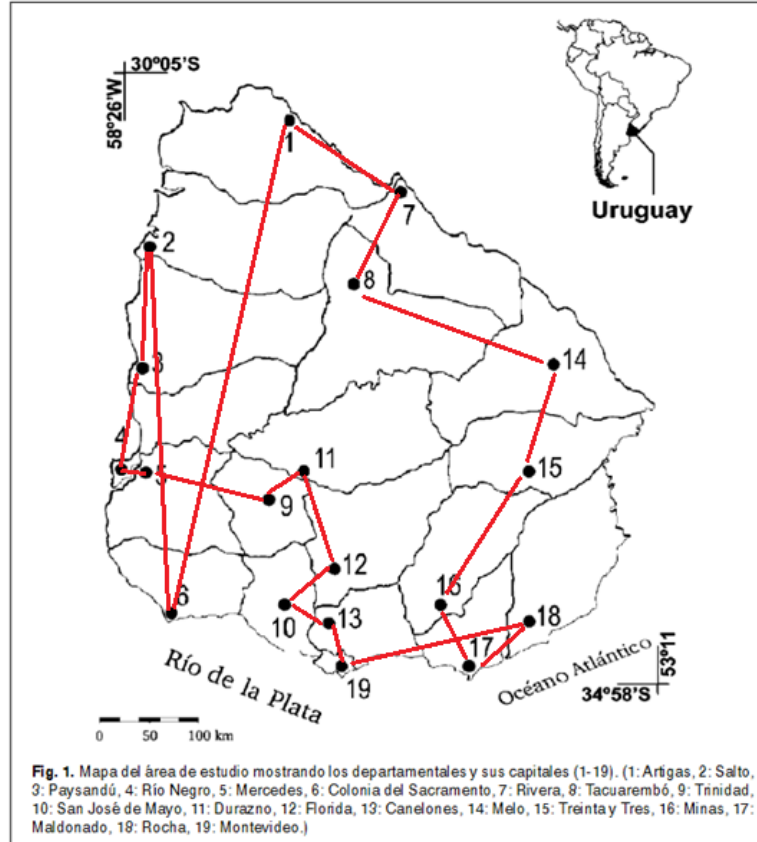 30º05'S
58º26'W
1
7
Uruguay
2
8
3
14
4
5
11
15
9
12
6
16
10
13
18
17
19
Río de la Plata
Océano Atlántico
53º11
34º58'S
0 50 100 km
Fig. 1. Mapa del área de estudio mostrando los departamentales y sus capitales (1-19). (1: Artigas, 2: Salto,
3: Paysandú, 4: Río Negro, 5: Mercedes, 6: Colonia del Sacramento, 7: Rivera, 8: Tacuarembó, 9: Trinidad,
10: San José de Mayo, 11: Durazno, 12: Florida, 13: Canelones, 14: Melo, 15: Treinta y Tres, 16: Minas, 17:
Maldonado, 18: Rocha, 19: Montevideo.)